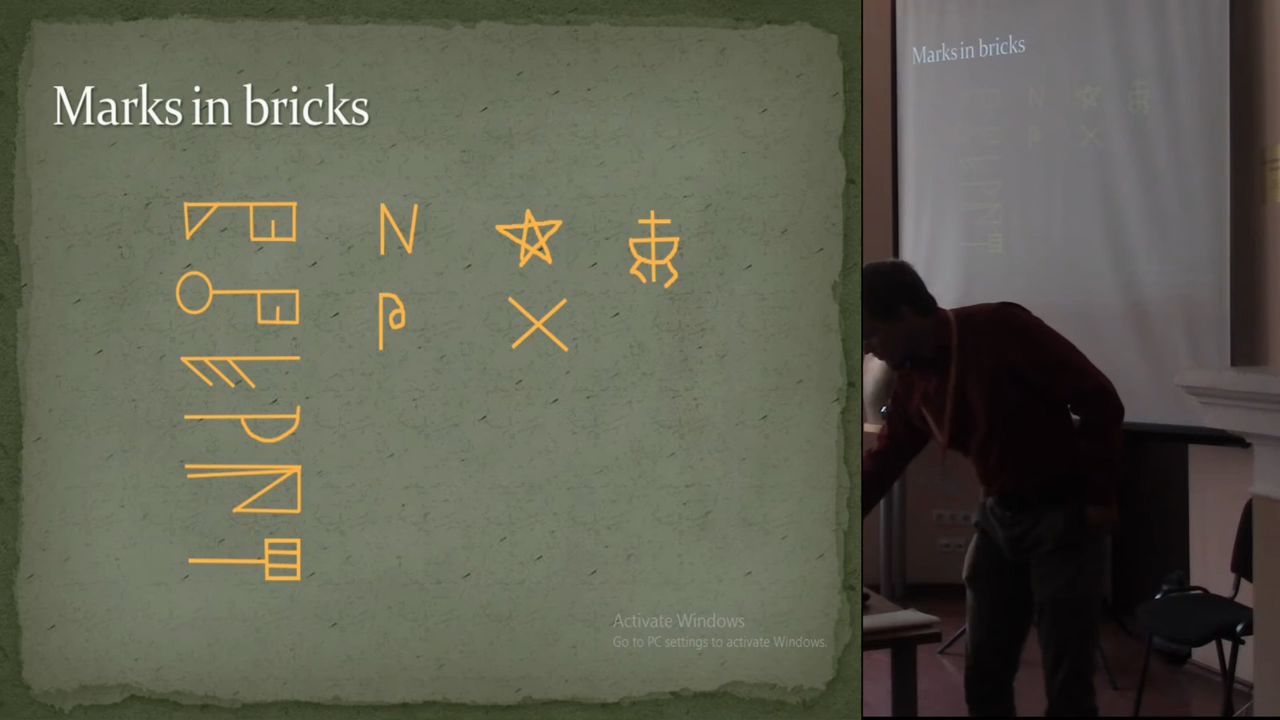 Marks in bricks
N
Activate Windows
Go to PC settings to activate Windows.
Marks in bricks